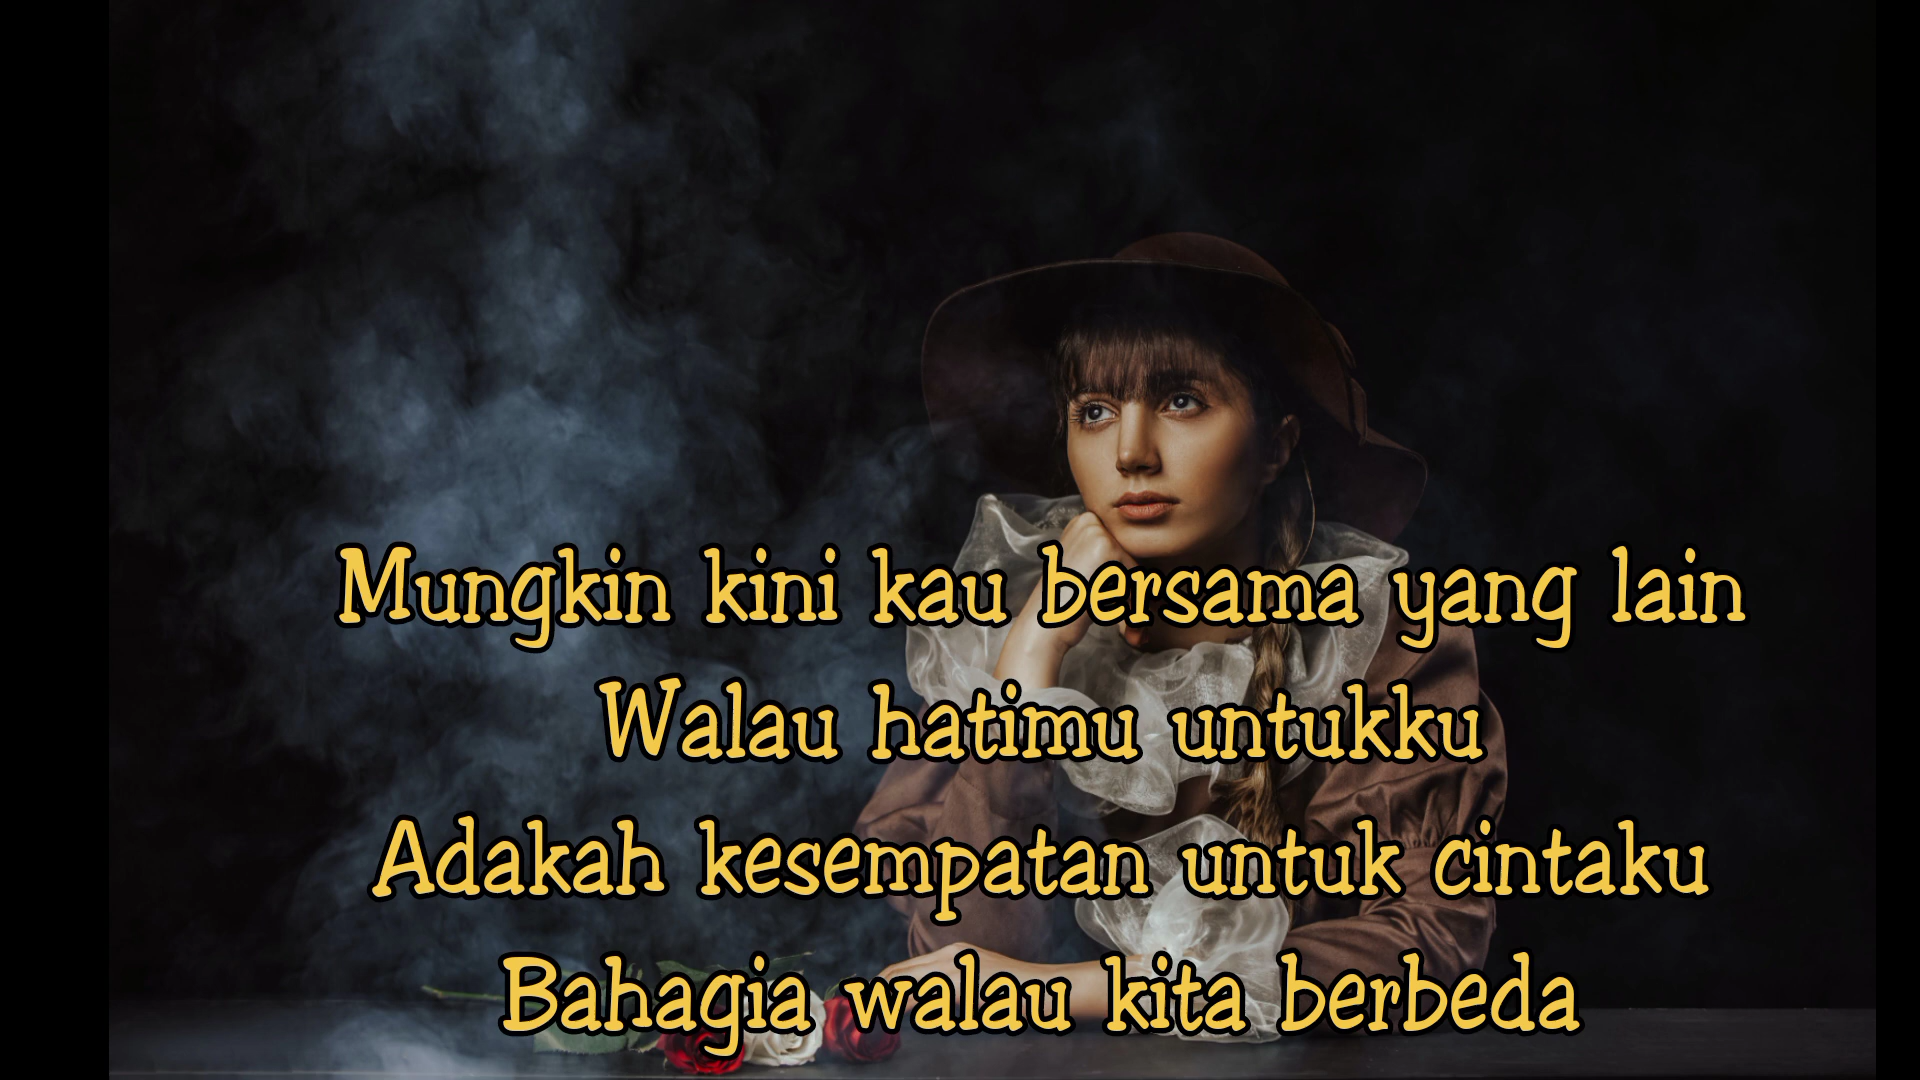 Mungkin kini kau bersama yang lain
Walau hatimu untukku
Adakah kesempatan untuk cintaku
Bahagia walau kita berbeda